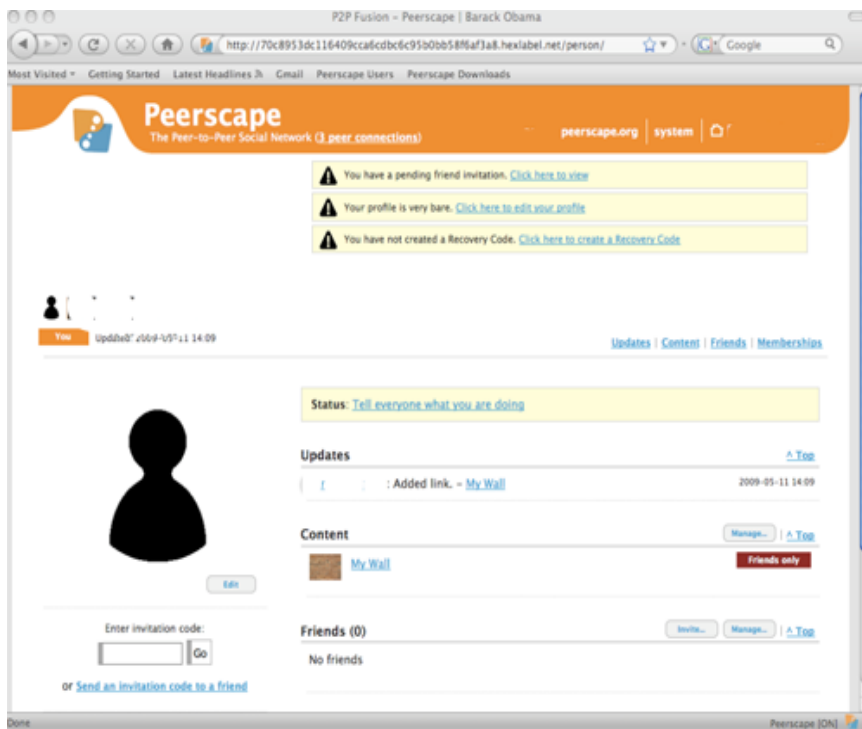 P2P Fusion – Peerscape | Barack Obama
http://70c8953dc116409cca6cdbc6c95b0bb58f6af3a8.hexlabel.net/person/
Google
Most Visited Getting Started Latest Headlines Gmail Peerscape Users Peerscape Downloads
Peerscape
The Peer-to-Peer Social Network (3 peer connections)
peerscape.org | system |
You have a pending friend invitation. Click here to view
Your profile is very bare. Click here to edit your profile
You have not created a Recovery Code. Click here to create a Recovery Code
You
Updated: 2009-05-11 14:09
Updates | Content | Friends | Memberships
Status: Tell everyone what you are doing
Updates ^ Top
: Added link. – My Wall 2009-05-11 14:09
Content Manage... | ^ Top
My Wall Friends only
Edit
Enter invitation code:
Go
or Send an invitation code to a friend
Friends (0) Invite... Manage... | ^ Top
No friends
Done Peerscape [ON]